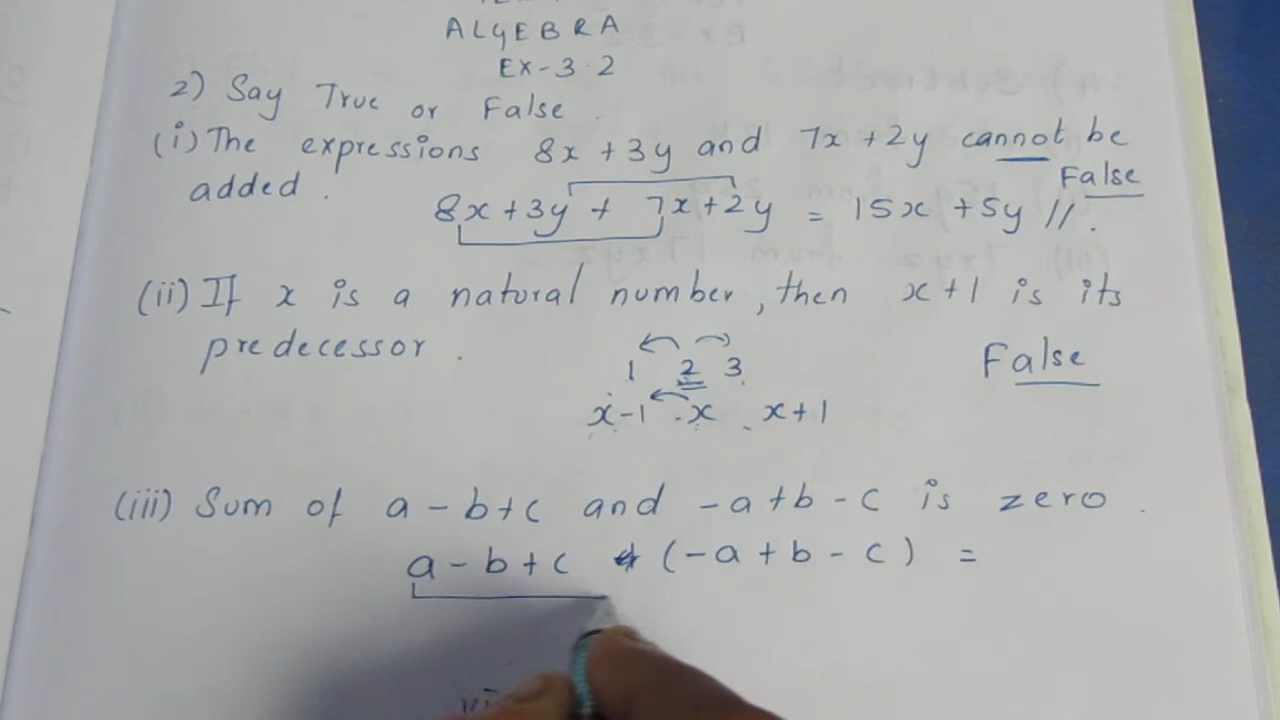 ALGEBRA
Ex-3.2
2) Say True or False.
(i) The expressions 8x + 3y and 7x + 2y cannot be
added.
False
8x + 3y + 7x + 2y = 15x + 5y //.
(ii) If x is a natural number, then x + 1 is its
predecessor.
False
1 2 3
x-1 x x+1
(iii) Sum of a - b + c and -a + b - c is zero.
a - b + c + (-a + b - c) =